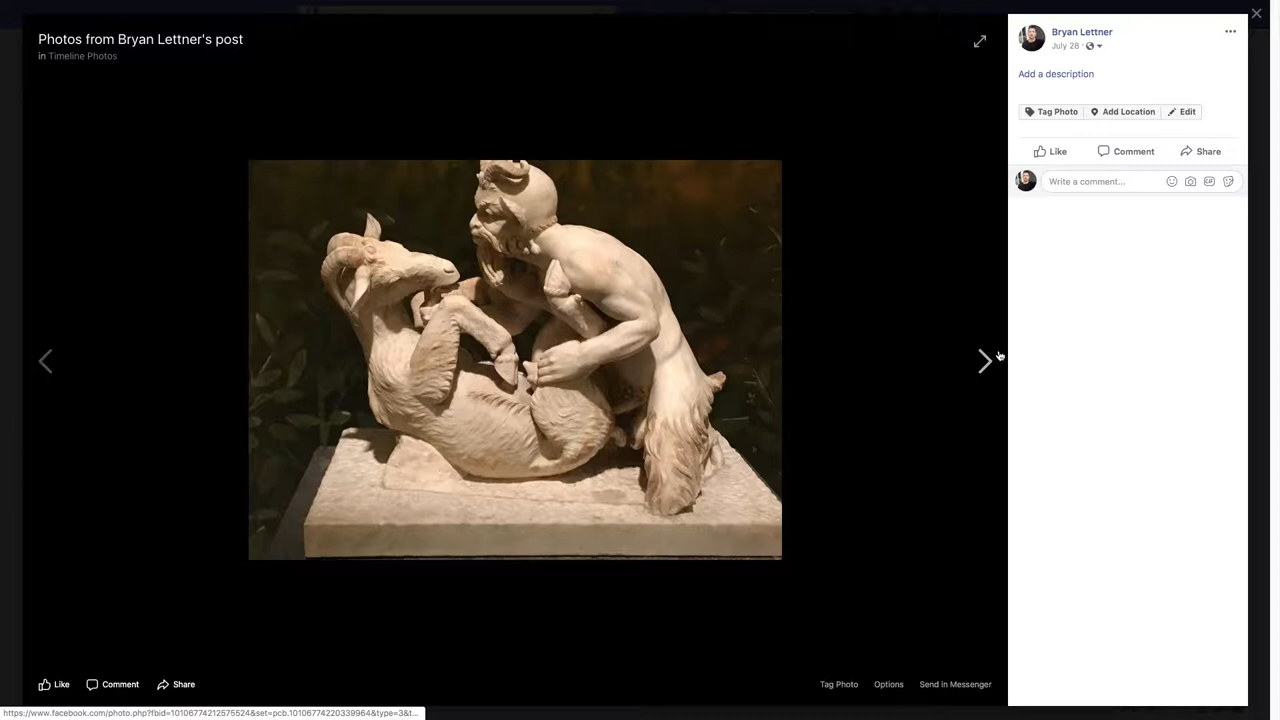 Photos from Bryan Lettner's post
in Timeline Photos
Bryan Lettner
July 28
Add a description
Tag Photo Add Location Edit
Like Comment Share
Write a comment...
GIF
Like Comment Share
Tag Photo Options Send in Messenger
https://www.facebook.com/photo.php?fbid=10106774212575524&set=pcb.10106774220339964&type=3&t...